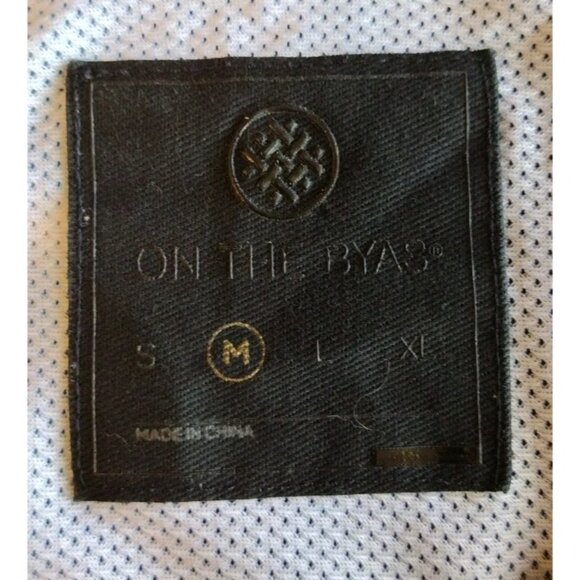 ON THE BYAS®
S M L XL
MADE IN CHINA